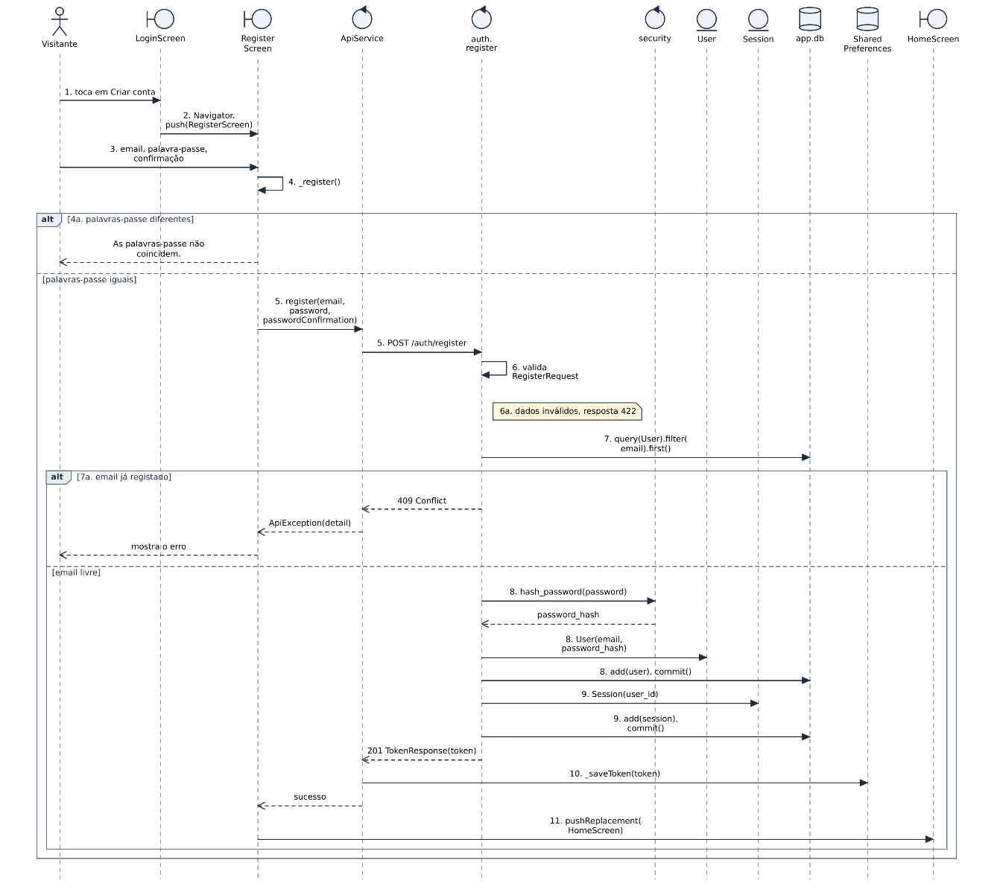 Visitante
LoginScreen
Register
Screen
ApiService
auth.
register
security
User
Session
app.db
Shared
Preferences
HomeScreen
1. toca em Criar conta
2. Navigator.
push(RegisterScreen)
3. email, palavra-passe,
confirmação
4. _register()
alt
[4a. palavras-passe diferentes]
As palavras-passe não
coincidem.
[palavras-passe iguais]
5. register(email,
password,
passwordConfirmation)
5. POST /auth/register
6. valida
RegisterRequest
6a. dados inválidos, resposta 422
7. query(User).filter(
email).first()
alt
[7a. email já registado]
409 Conflict
ApiException(detail)
mostra o erro
[email livre]
8. hash_password(password)
password_hash
8. User(email,
password_hash)
8. add(user), commit()
9. Session(user_id)
9. add(session),
commit()
201 TokenResponse(token)
10. _saveToken(token)
sucesso
11. pushReplacement(
HomeScreen)